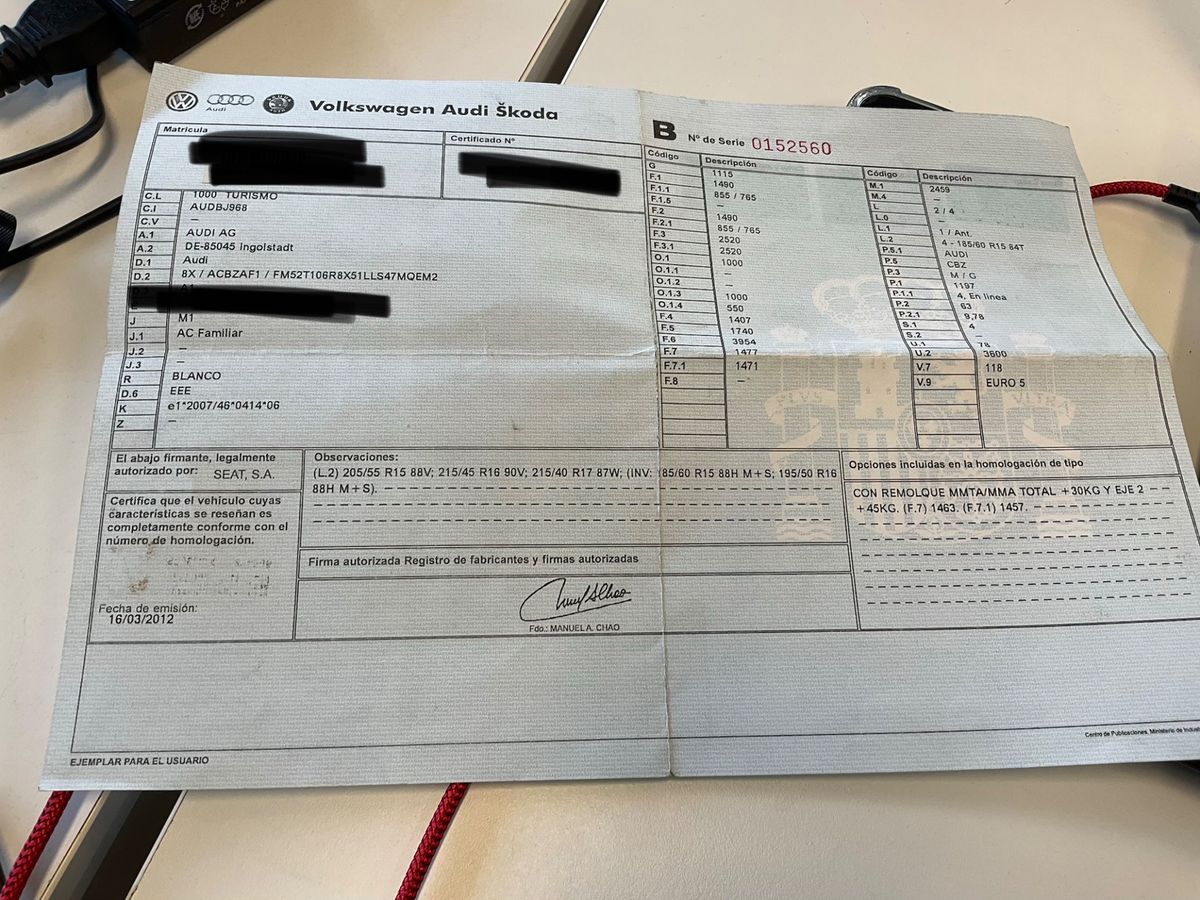 Audi
Volkswagen Audi Škoda
Matrícula
Certificado Nº
B Nº de Serie 0152560
C.L 1000 TURISMO
C.I AUDBJ968
C.V –
A.1 AUDI AG
A.2 DE-85045 Ingolstadt
D.1 Audi
D.2 8X / ACBZAF1 / FM52T106R8X51LLS47MQEM2
A1
E
J M1
J.1 AC Familiar
J.2 –
J.3 –
R BLANCO
D.6 EEE
K e1*2007/46*0414*06
Z –
Código Descripción
G 1115
F.1 1490
F.1.1 855 / 765
F.1.5 –
F.2 1490
F.2.1 855 / 765
F.3 2520
F.3.1 2520
O.1 1000
O.1.1 –
O.1.2 –
O.1.3 1000
O.1.4 550
F.4 1407
F.5 1740
F.6 3954
F.7 1477
F.7.1 1471
F.8 –
Código Descripción
M.1 2459
M.4 –
L 2 / 4
L.0 –
L.1 1 / Ant.
L.2 4 - 185/60 R15 84T
P.5.1 AUDI
P.5 CBZ
P.3 M / G
P.1 1197
P.1.1 4, En linea
P.2 63
P.2.1 9,78
S.1 4
S.2 –
U.1 78
U.2 3600
V.7 118
V.9 EURO 5
PLVS VLTRA
El abajo firmante, legalmente
autorizado por: SEAT, S.A.
Certifica que el vehículo cuyas
características se reseñan es
completamente conforme con el
número de homologación.
Fecha de emisión:
16/03/2012
Observaciones:
(L.2) 205/55 R15 88V; 215/45 R16 90V; 215/40 R17 87W; (INV: 185/60 R15 88H M+S; 195/50 R16
88H M+S).
Firma autorizada Registro de fabricantes y firmas autorizadas
Fdo.: MANUEL A. CHAO
Opciones incluidas en la homologación de tipo
CON REMOLQUE MMTA/MMA TOTAL +30KG Y EJE 2
+45KG. (F.7) 1463. (F.7.1) 1457.
EJEMPLAR PARA EL USUARIO
Centro de Publicaciones. Ministerio de Indus